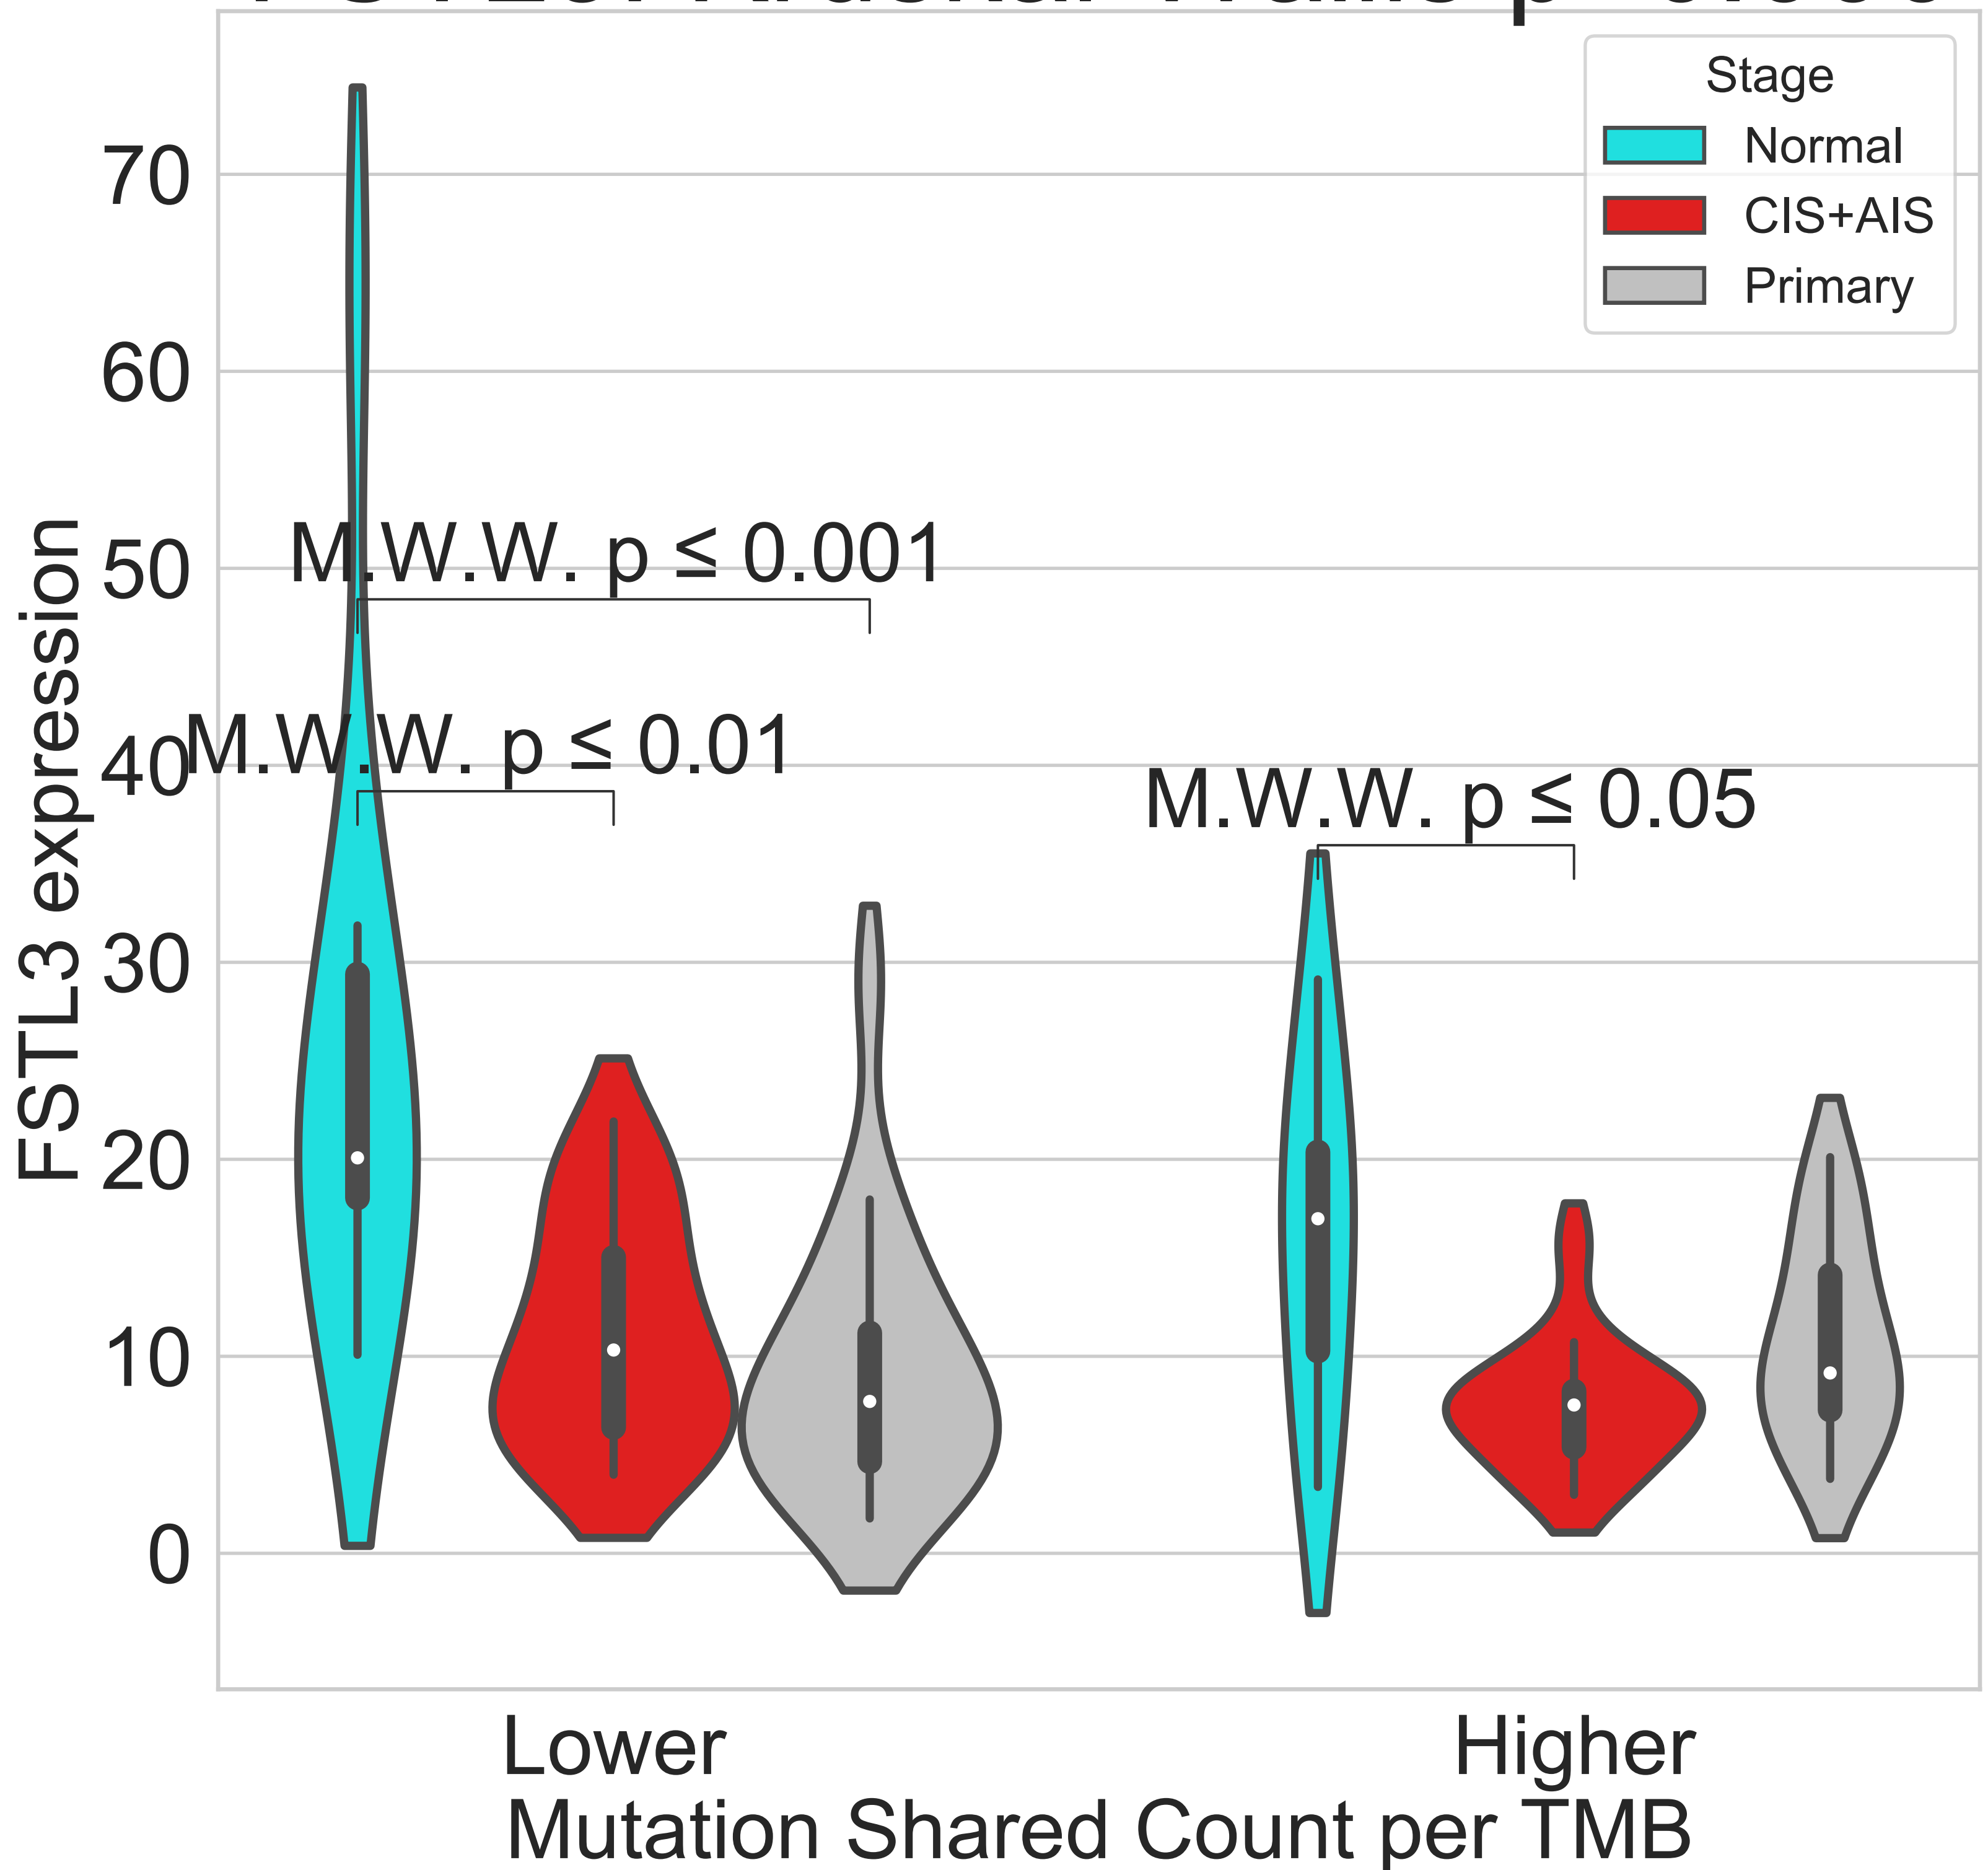 Stage
Normal
CIS+AIS
Primary
70
60
50
40
30
20
10
0
FSTL3 expression
M.W.W. p ≤ 0.001
M.W.W. p ≤ 0.01
M.W.W. p ≤ 0.05
Lower
Higher
Mutation Shared Count per TMB